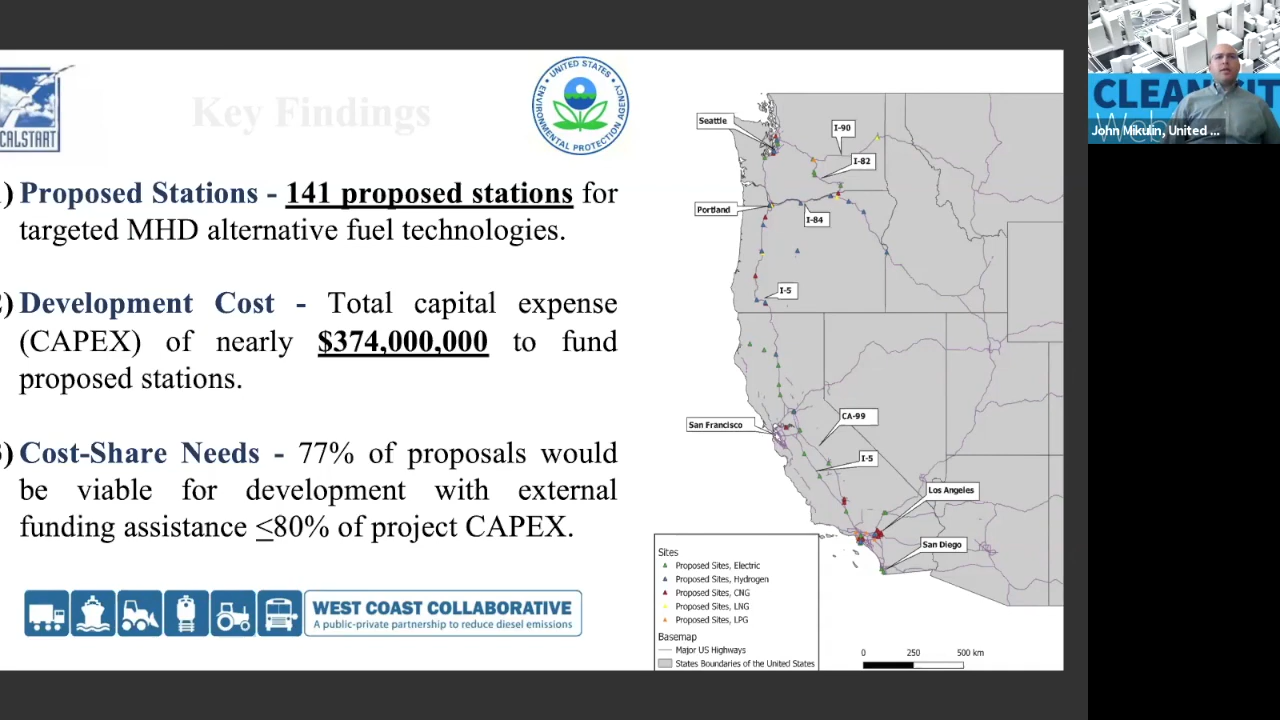 Key Findings
CALSTART
UNITED STATES
ENVIRONMENTAL PROTECTION AGENCY
) Proposed Stations - 141 proposed stations for
targeted MHD alternative fuel technologies.
) Development Cost - Total capital expense
(CAPEX) of nearly $374,000,000 to fund
proposed stations.
) Cost-Share Needs - 77% of proposals would
be viable for development with external
funding assistance <80% of project CAPEX.
WEST COAST COLLABORATIVE
A public-private partnership to reduce diesel emissions
Seattle
I-90
I-82
Portland
I-84
I-5
CA-99
San Francisco
I-5
Los Angeles
San Diego
Sites
Proposed Sites, Electric
Proposed Sites, Hydrogen
Proposed Sites, CNG
Proposed Sites, LNG
Proposed Sites, LPG
Basemap
Major US Highways
States Boundaries of the United States
0 250 500 km
CLEAN
John Mikulin, United ...